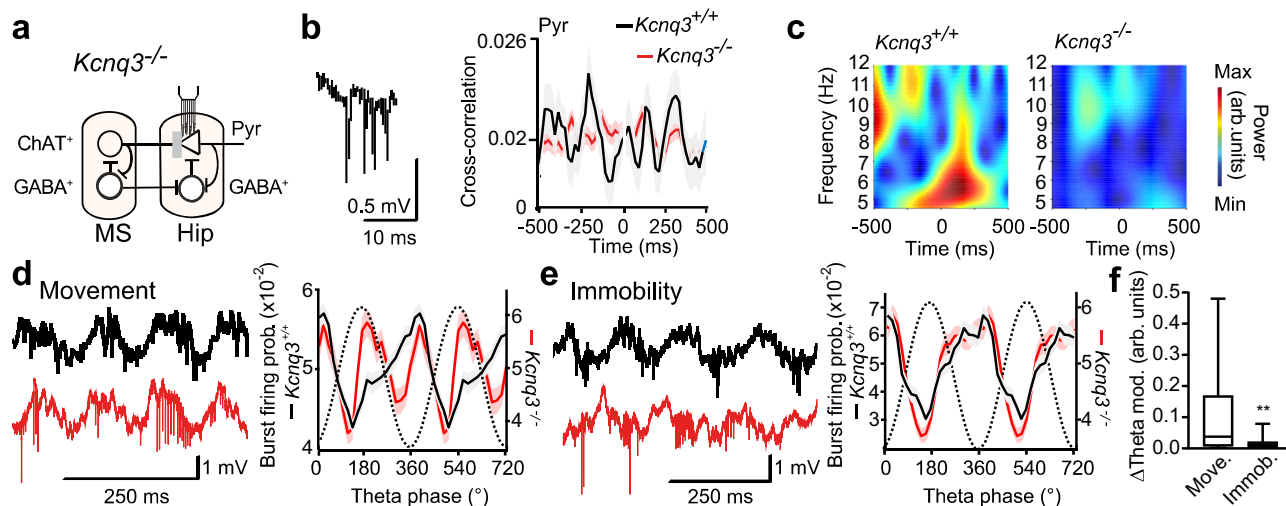 a
Kcnq3-/-
ChAT+
Pyr
GABA+
GABA+
MS
Hip
b
0.5 mV
10 ms
Pyr
Kcnq3+/+
Kcnq3-/-
Cross-correlation
0.026
0.02
0
-500 -250 0 250 500
Time (ms)
c
Kcnq3+/+
Kcnq3-/-
Frequency (Hz)
12
11
10
9
8
7
6
5
-500 0 500
Time (ms)
-500 0 500
Time (ms)
Max
Power
(arb.units)
Min
d
Movement
1 mV
250 ms
Burst firing prob. (x10-2)
Kcnq3+/+
6
5
4
6
5
4
Kcnq3-/-
0 180 360 540 720
Theta phase (°)
e
Immobility
1 mV
250 ms
Burst firing prob. (x10-2)
Kcnq3+/+
7
6
5
4
3
6
5
4
Kcnq3-/-
0 180 360 540 720
Theta phase (°)
f
ΔTheta mod. (arb. units)
0.5
0.4
0.3
0.2
0.1
0.0
**
Move.
Immob.